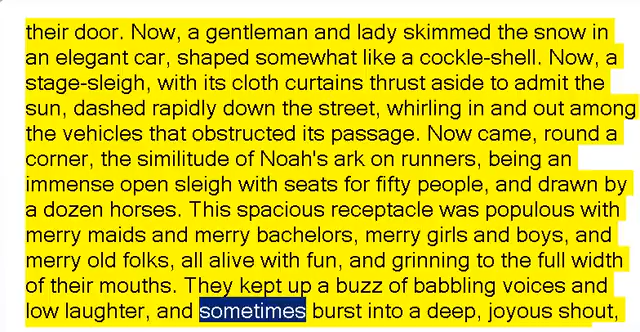 their door. Now, a gentleman and lady skimmed the snow in
an elegant car, shaped somewhat like a cockle-shell. Now, a
stage-sleigh, with its cloth curtains thrust aside to admit the
sun, dashed rapidly down the street, whirling in and out among
the vehicles that obstructed its passage. Now came, round a
corner, the similitude of Noah's ark on runners, being an
immense open sleigh with seats for fifty people, and drawn by
a dozen horses. This spacious receptacle was populous with
merry maids and merry bachelors, merry girls and boys, and
merry old folks, all alive with fun, and grinning to the full width
of their mouths. They kept up a buzz of babbling voices and
low laughter, and sometimes burst into a deep, joyous shout,